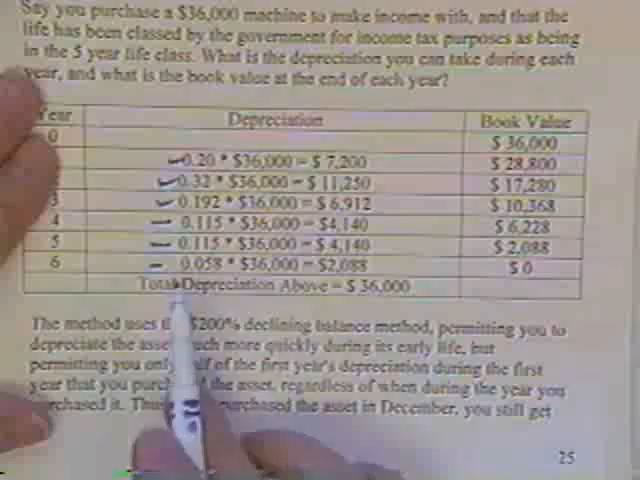 Say you purchase a $36,000 machine to make income with, and that the
life has been classed by the government for income tax purposes as being
in the 5 year life class. What is the depreciation you can take during each
year, and what is the book value at the end of each year?
Year Depreciation Book Value
0 $ 36,000
0.20 * $36,000 = $ 7,200 $ 28,800
0.32 * $36,000 = $ 11,250 $ 17,280
3 0.192 * $36,000 = $ 6,912 $ 10,368
4 0.115 * $36,000 = $4,140 $ 6,228
5 0.115 * $36,000 = $ 4,140 $ 2,088
6 0.058 * $36,000 = $2,088 $ 0
Total Depreciation Above = $ 36,000
The method uses $200% declining balance method, permitting you to
depreciate the asset much more quickly during its early life, but
permitting you only half of the first year's depreciation during the first
year that you the asset, regardless of when during the year you
purchased it. purchased the asset in December, you still get
25